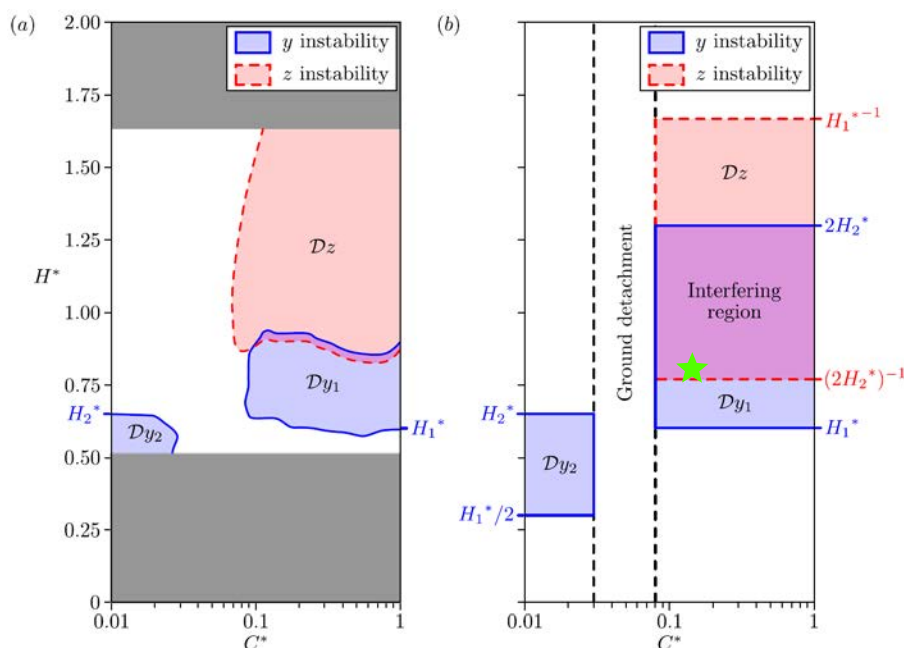 (a)
2.00
1.75
1.50
1.25
H*
1.00
0.75
0.50
0.25
0
y instability
z instability
𝒟z
𝒟y₁
H₂*
𝒟y₂
H₁*
0.01
0.1
1
C*
(b)
y instability
z instability
Ground detachment
H₁*⁻¹
𝒟z
2H₂*
Interfering
region
(2H₂*)⁻¹
𝒟y₁
H₁*
H₂*
𝒟y₂
H₁*/2
0.01
0.1
1
C*